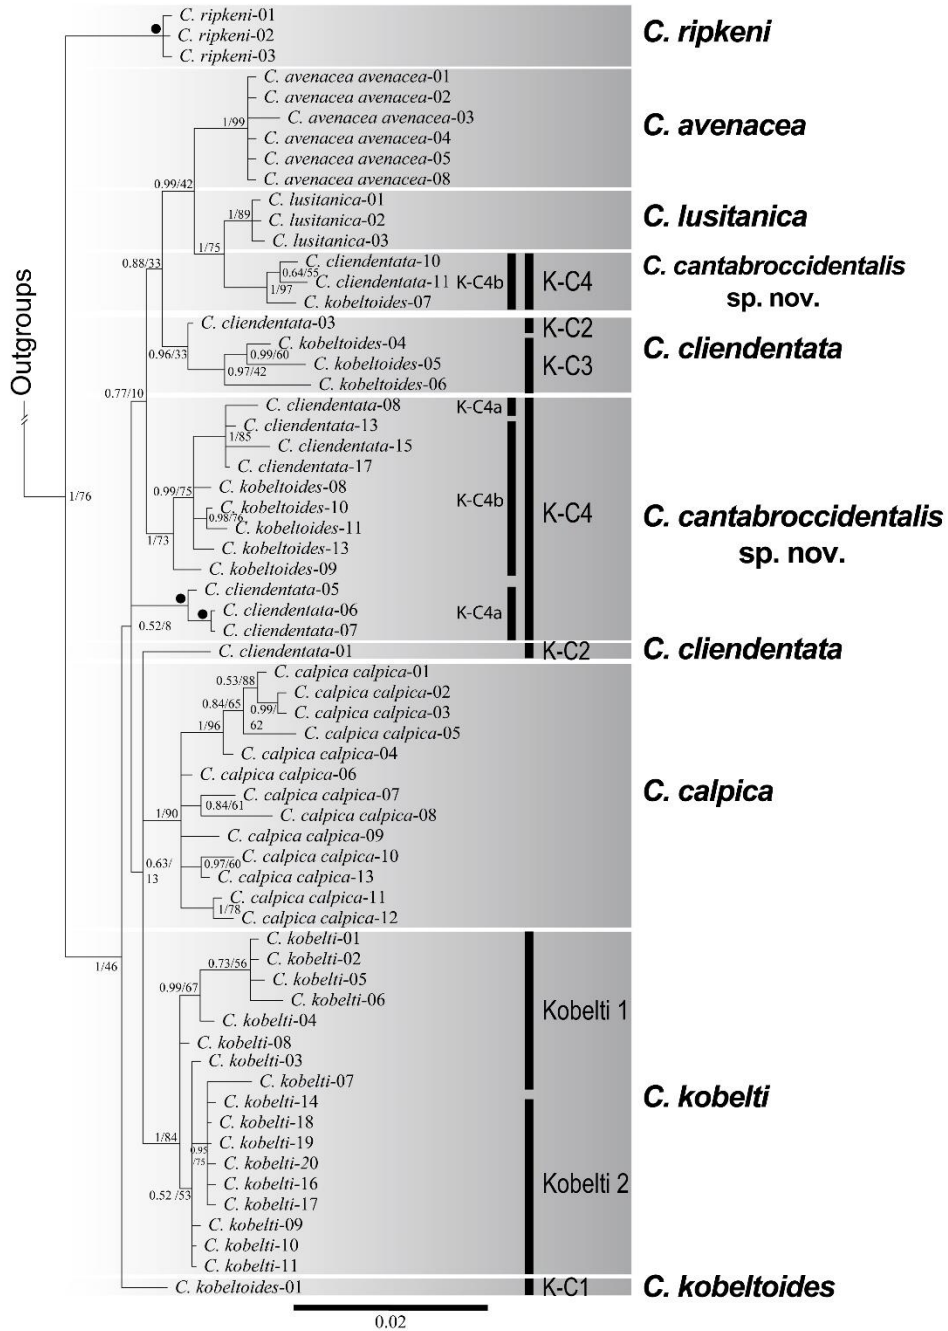 C. ripkeni-01
C. ripkeni-02
C. ripkeni-03
C. ripkeni
C. avenacea avenacea-01
C. avenacea avenacea-02
C. avenacea avenacea-03
1/99
C. avenacea avenacea-04
C. avenacea avenacea-05
C. avenacea avenacea-08
C. avenacea
0.99/42
C. lusitanica-01
1/89
C. lusitanica-02
C. lusitanica-03
C. lusitanica
1/75
0.88/33
C. cliendentata-10
0.64/55
C. cliendentata-11
1/97
C. kobeltoides-07
K-C4b
K-C4
C. cantabroccidentalis
sp. nov.
C. cliendentata-03
K-C2
0.96/33
C. kobeltoides-04
0.99/60
C. kobeltoides-05
0.97/42
C. kobeltoides-06
K-C3
C. cliendentata
Outgroups
0.77/10
C. cliendentata-08
K-C4a
C. cliendentata-13
1/85
C. cliendentata-15
C. cliendentata-17
0.99/75
C. kobeltoides-08
1/76
C. kobeltoides-10
0.98/76
C. kobeltoides-11
1/73
C. kobeltoides-13
C. kobeltoides-09
K-C4b
K-C4
C. cantabroccidentalis
sp. nov.
C. cliendentata-05
C. cliendentata-06
C. cliendentata-07
K-C4a
0.52/8
C. cliendentata-01
K-C2
C. cliendentata
C. calpica calpica-01
0.53/88
C. calpica calpica-02
0.84/65
C. calpica calpica-03
0.99/
62
C. calpica calpica-05
1/96
C. calpica calpica-04
C. calpica calpica-06
C. calpica calpica-07
0.84/61
C. calpica calpica-08
1/90
C. calpica calpica-09
C. calpica calpica-10
0.97/60
C. calpica calpica-13
0.63/
13
C. calpica calpica-11
1/78
C. calpica calpica-12
C. calpica
C. kobelti-01
C. kobelti-02
0.73/56
C. kobelti-05
C. kobelti-06
0.99/67
C. kobelti-04
1/46
Kobelti 1
C. kobelti-08
C. kobelti-03
C. kobelti-07
C. kobelti-14
C. kobelti
C. kobelti-18
C. kobelti-19
1/84
0.95
/75
C. kobelti-20
C. kobelti-16
Kobelti 2
0.52 /53
C. kobelti-17
C. kobelti-09
C. kobelti-10
C. kobelti-11
C. kobeltoides-01
K-C1
C. kobeltoides
0.02